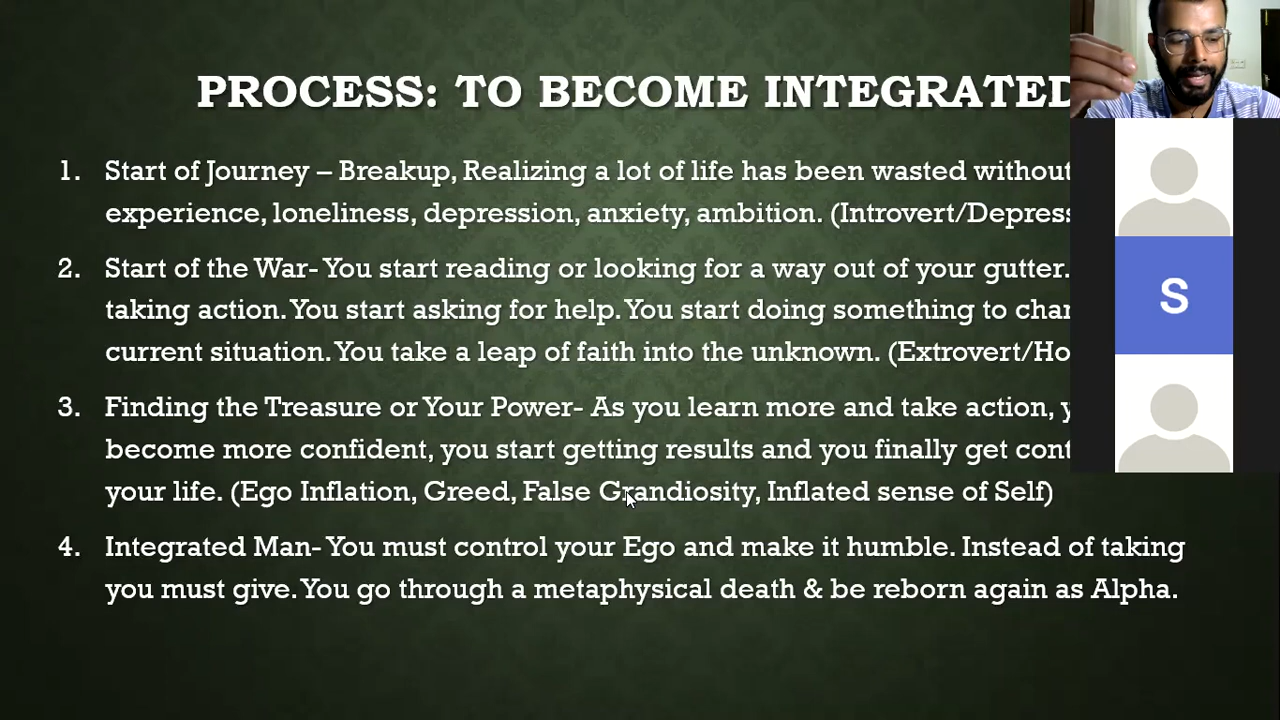 PROCESS: TO BECOME INTEGRATED
1. Start of Journey – Breakup, Realizing a lot of life has been wasted without
experience, loneliness, depression, anxiety, ambition. (Introvert/Depress
2. Start of the War- You start reading or looking for a way out of your gutter.
taking action. You start asking for help. You start doing something to
current situation. You take a leap of faith into the unknown. (Extrovert/Ho
3. Finding the Treasure or Your Power- As you learn more and take action,
become more confident, you start getting results and you finally get
your life. (Ego Inflation, Greed, False Grandiosity, Inflated sense of Self)
4. Integrated Man- You must control your Ego and make it humble. Instead of taking
you must give. You go through a metaphysical death & be reborn again as Alpha.
S